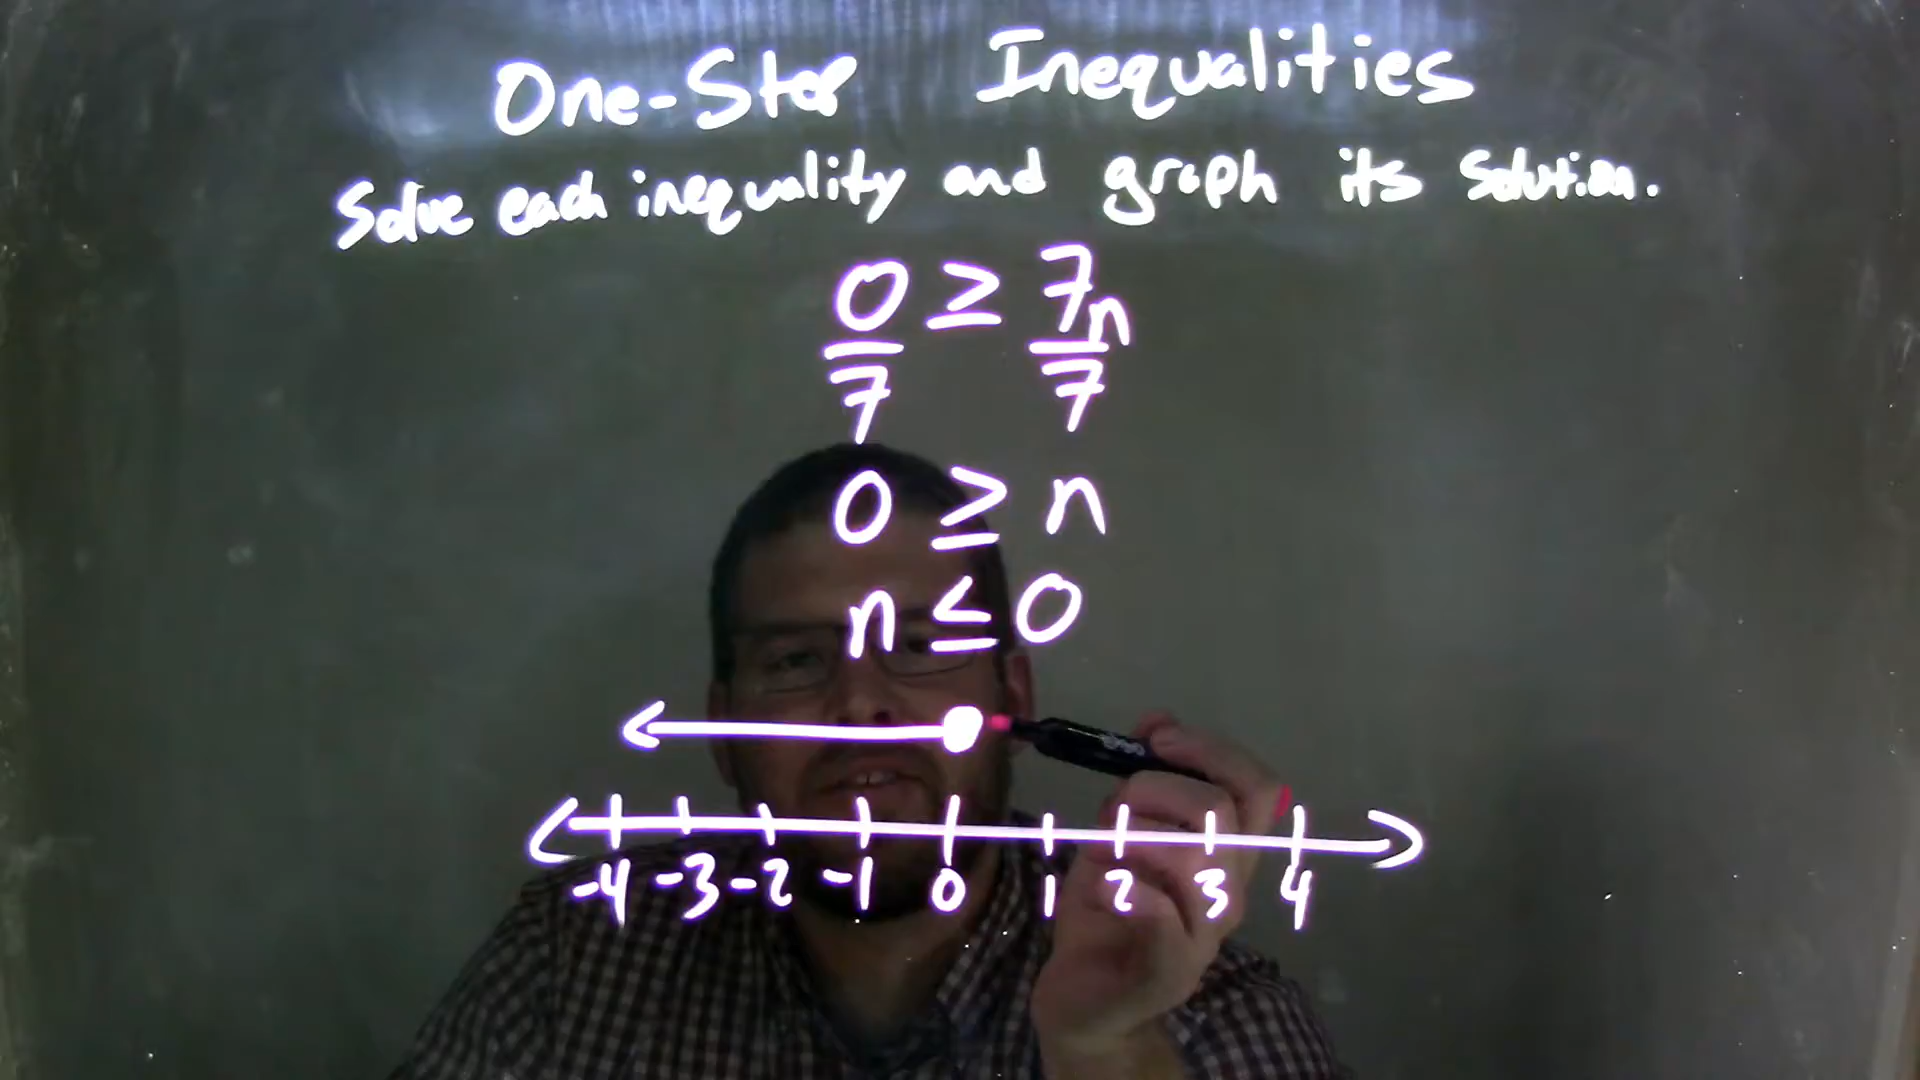 One-Step Inequalities
Solve each inequality and graph its solution.
0 ≥ 7n
7 7
0 ≥ n
n ≤ 0
-4 -3 -2 -1 0 1 2 3 4